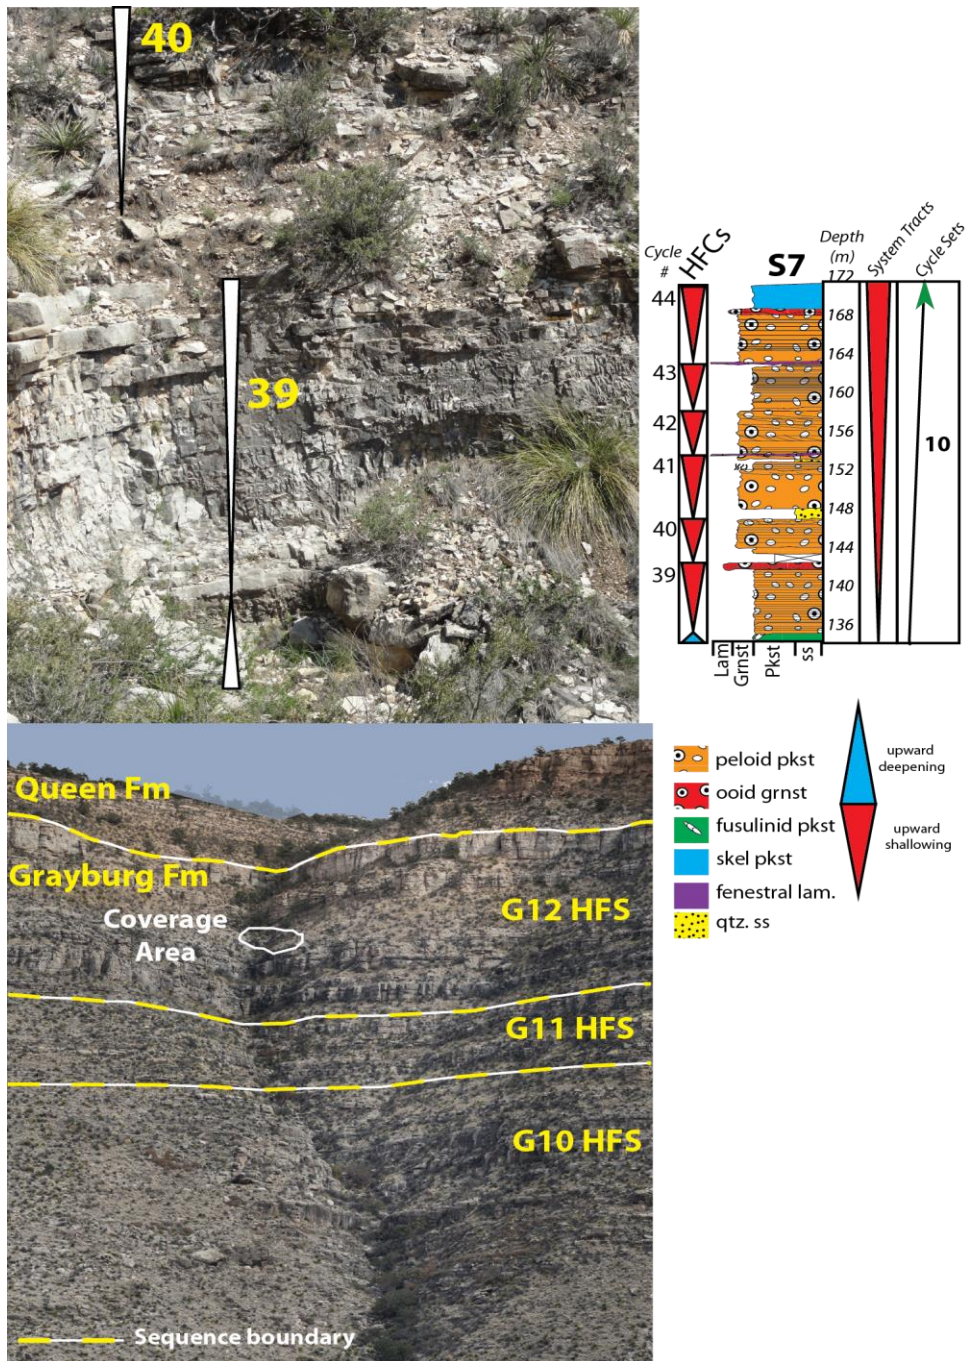 40
39
Cycle #
HFCs
S7
Depth (m)
System Tracts
Cycle Sets
172
44
168
164
43
160
42
156
41
152
148
40
144
39
140
136
10
Lam
Grnst
Pkst
ss
peloid pkst
ooid grnst
fusulinid pkst
skel pkst
fenestral lam.
qtz. ss
upward
deepening
upward
shallowing
Queen Fm
Grayburg Fm
Coverage
Area
G12 HFS
G11 HFS
G10 HFS
Sequence boundary